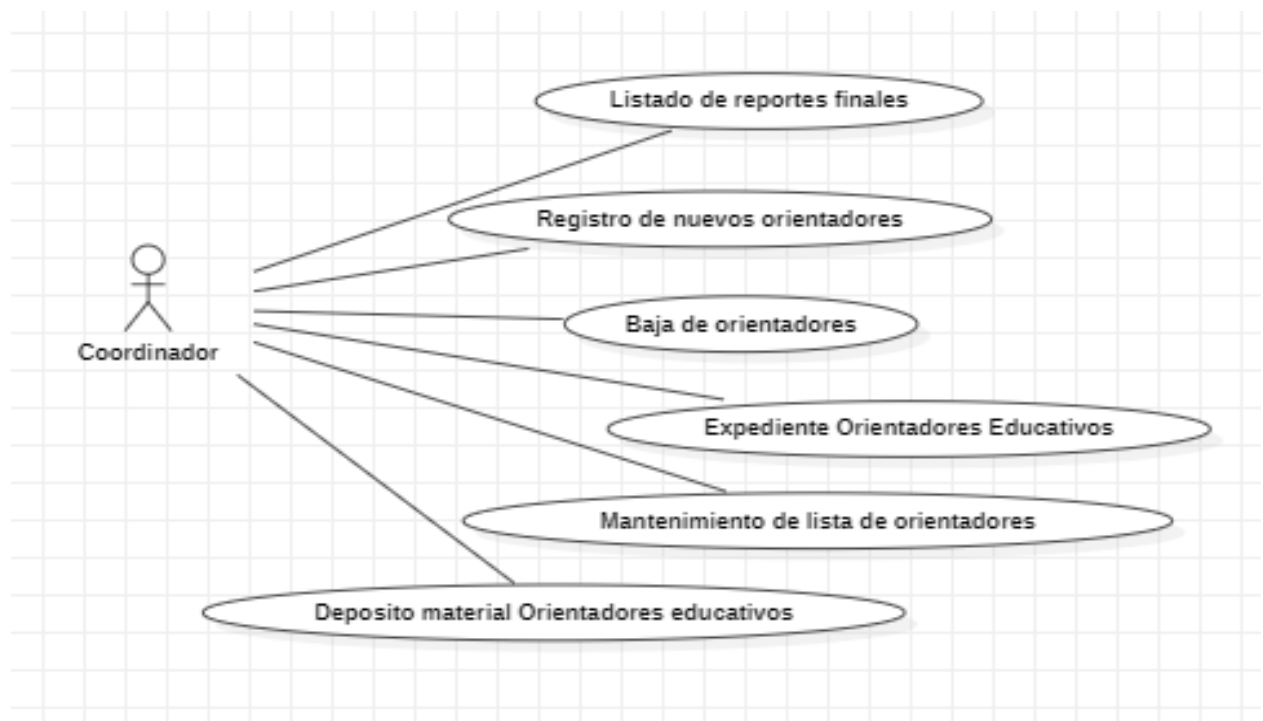 Listado de reportes finales
Registro de nuevos orientadores
Baja de orientadores
Coordinador
Expediente Orientadores Educativos
Mantenimiento de lista de orientadores
Deposito material Orientadores educativos